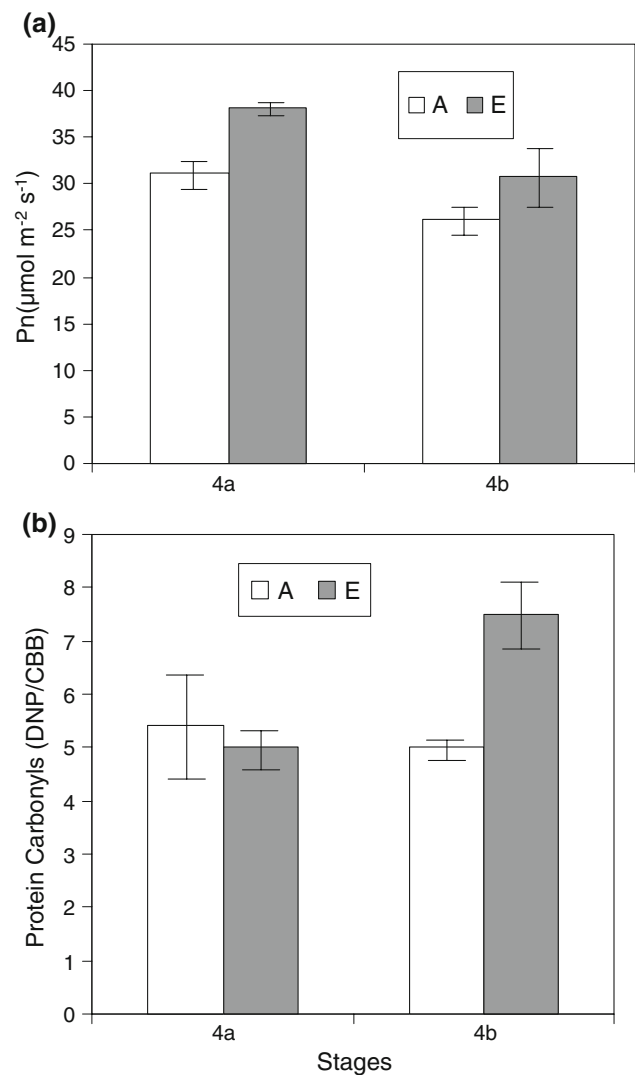 (a)
45
40
35
30
25
20
15
10
5
0
Pn(µmol m⁻² s⁻¹)
A E
4a 4b
(b)
9
8
7
6
5
4
3
2
1
0
Protein Carbonyls (DNP/CBB)
A E
4a 4b
Stages